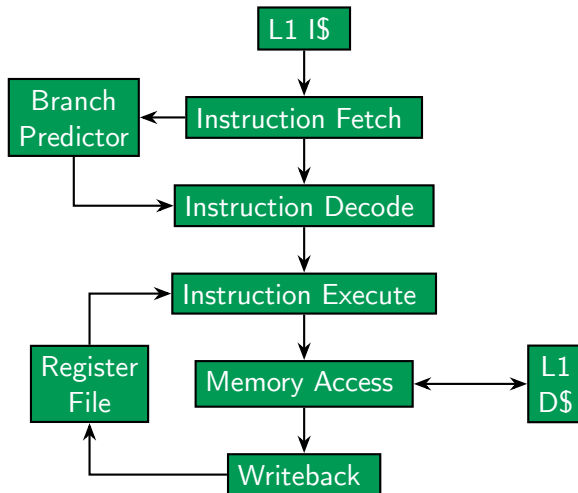 L1 I$
Branch
Predictor
Instruction Fetch
Instruction Decode
Instruction Execute
Register
File
Memory Access
L1
D$
Writeback